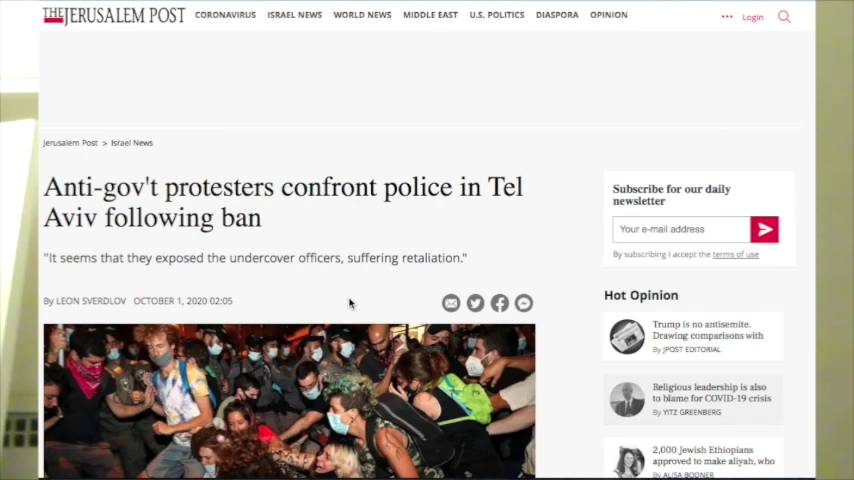 THE JERUSALEM POST
CORONAVIRUS ISRAEL NEWS WORLD NEWS MIDDLE EAST U.S. POLITICS DIASPORA OPINION
••• Login
Jerusalem Post > Israel News
Anti-gov't protesters confront police in Tel
Aviv following ban
"It seems that they exposed the undercover officers, suffering retaliation."
By LEON SVERDLOV OCTOBER 1, 2020 02:05
Subscribe for our daily
newsletter
Your e-mail address
By subscribing I accept the terms of use
Hot Opinion
Trump is no antisemite.
Drawing comparisons with
By JPOST EDITORIAL
Religious leadership is also
to blame for COVID-19 crisis
By YITZ GREENBERG
2,000 Jewish Ethiopians
approved to make aliyah, who
By ALISA BODNER